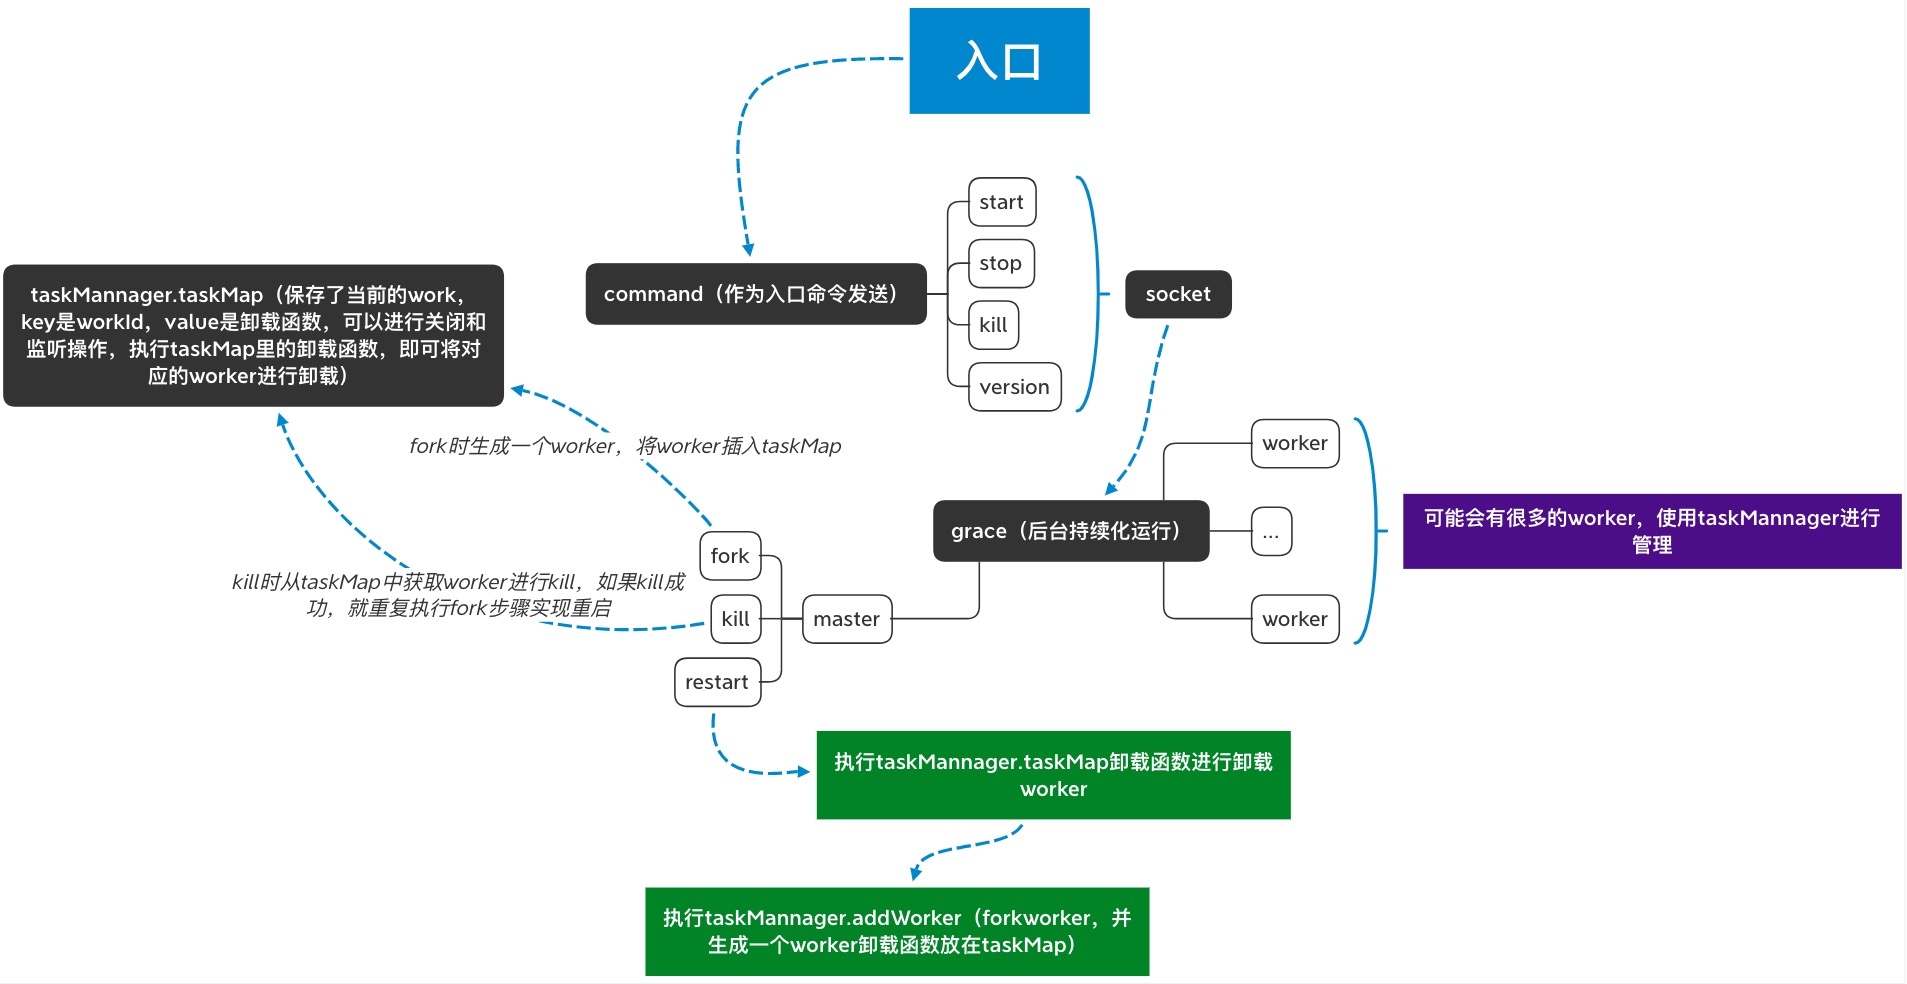 入口
start
stop
kill
version
command（作为入口命令发送）
socket
taskMannager.taskMap（保存了当前的work，
key是workId，value是卸载函数，可以进行关闭和
监听操作，执行taskMap里的卸载函数，即可将对
应的worker进行卸载）
fork时生成一个worker，将worker插入taskMap
worker
...
worker
grace（后台持续化运行）
可能会有很多的worker，使用taskMannager进行
管理
fork
kill时从taskMap中获取worker进行kill，如果kill成
功，就重复执行fork步骤实现重启
kill
master
restart
执行taskMannager.taskMap卸载函数进行卸载
worker
执行taskMannager.addWorker（forkworker，并
生成一个worker卸载函数放在taskMap）